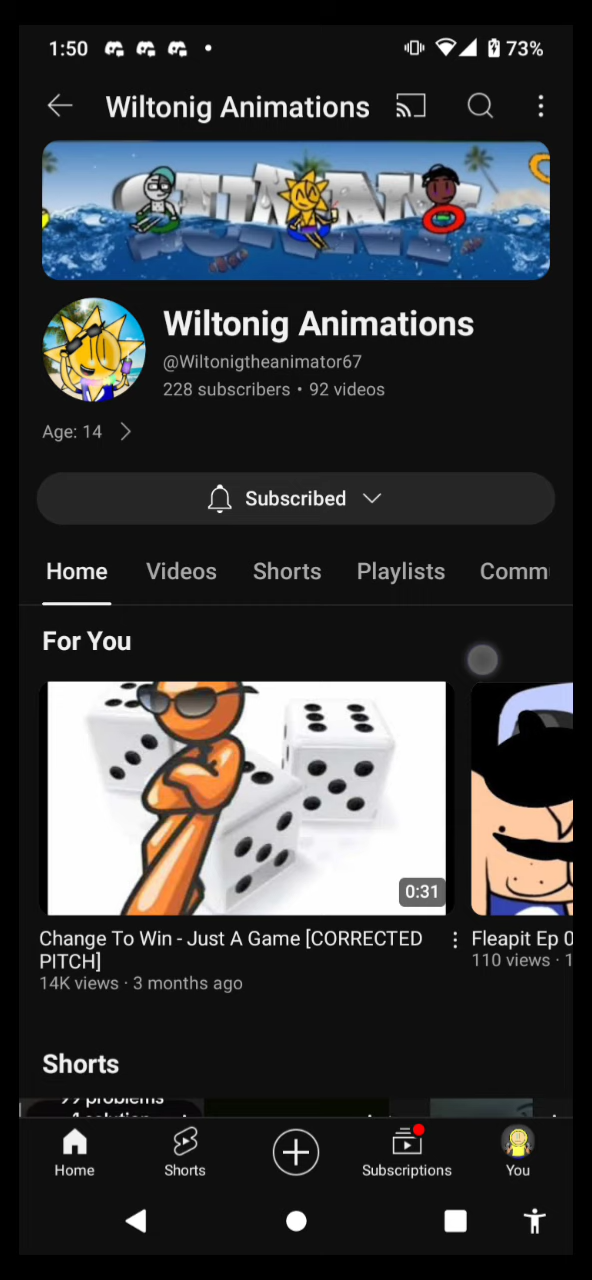 1:50 73%
Wiltonig Animations
Wiltonig Animations
@Wiltonigtheanimator67
228 subscribers • 92 videos
Age: 14
Subscribed
Home Videos Shorts Playlists Comm
For You
0:31
Change To Win - Just A Game [CORRECTED
PITCH]
14K views · 3 months ago
Fleapit Ep 0
110 views · 1
Shorts
99 problems
Home Shorts Subscriptions You